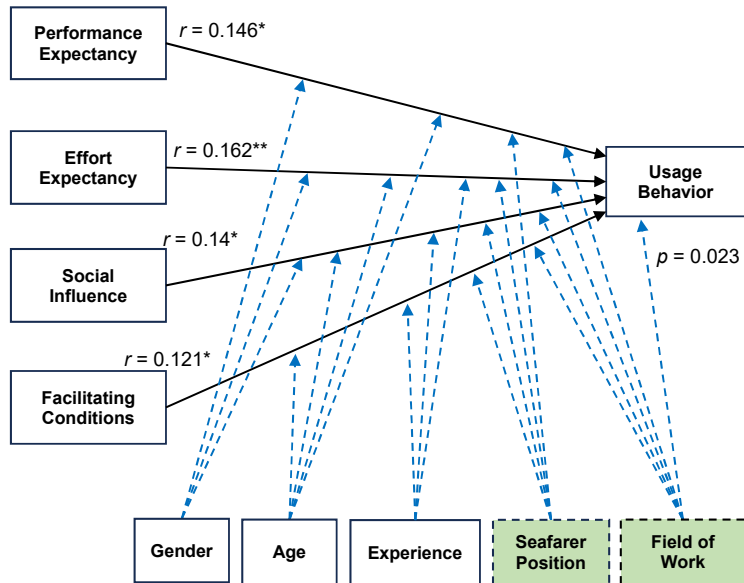 Performance
Expectancy
r = 0.146*
Effort
Expectancy
r = 0.162**
Usage
Behavior
Social
Influence
r = 0.14*
p = 0.023
Facilitating
Conditions
r = 0.121*
Gender
Age
Experience
Seafarer
Position
Field of
Work